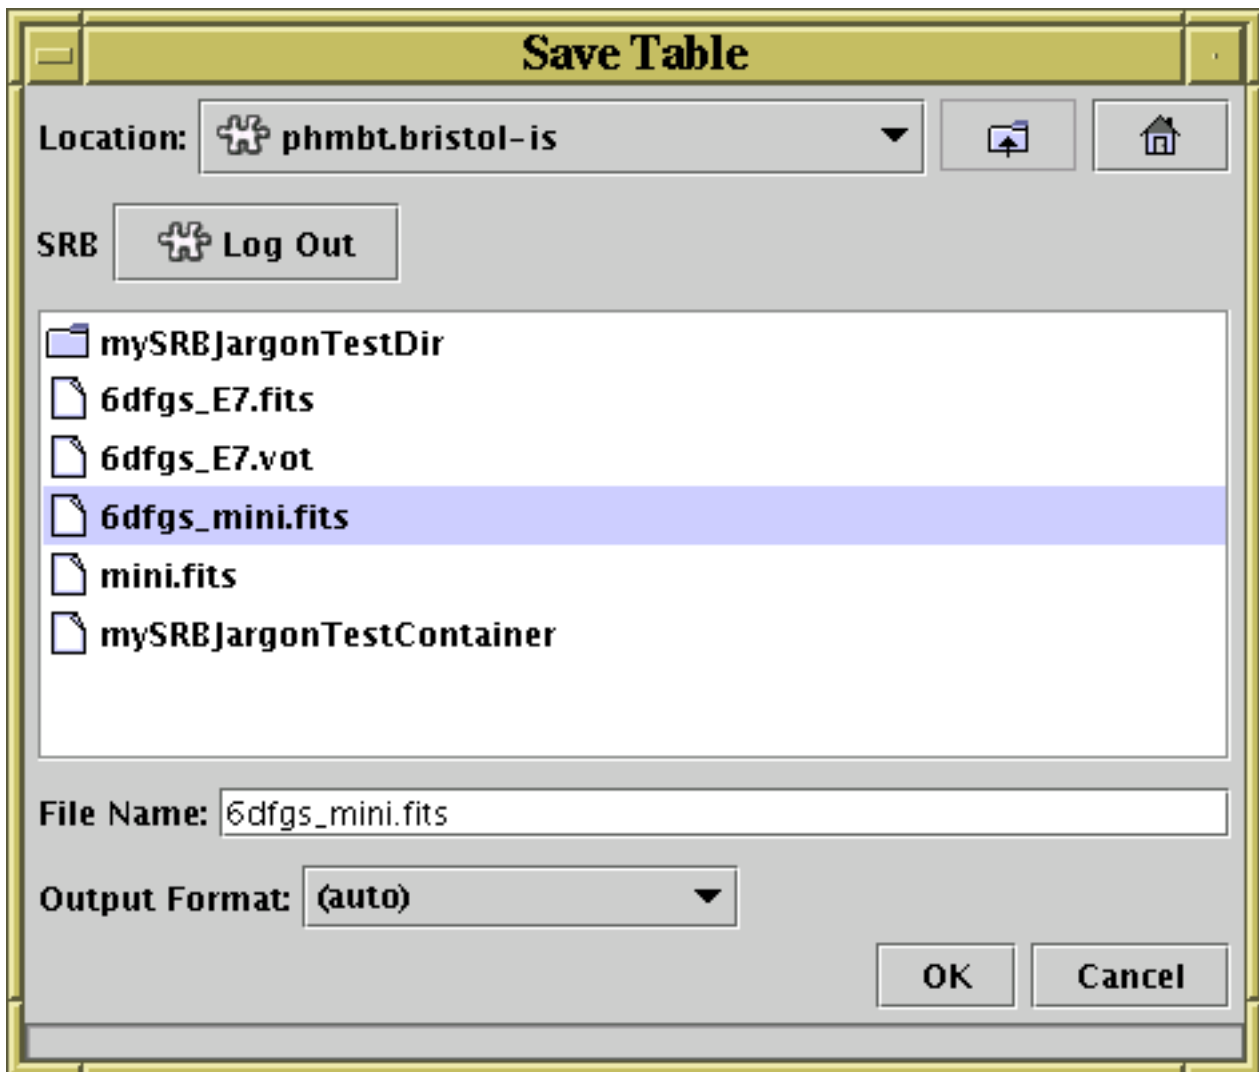 Save Table
Location: phmbt.bristol-is
SRB Log Out
mySRBJargonTestDir
6dfgs_E7.fits
6dfgs_E7.vot
6dfgs_mini.fits
mini.fits
mySRBJargonTestContainer
File Name: 6dfgs_mini.fits
Output Format: (auto)
OK Cancel